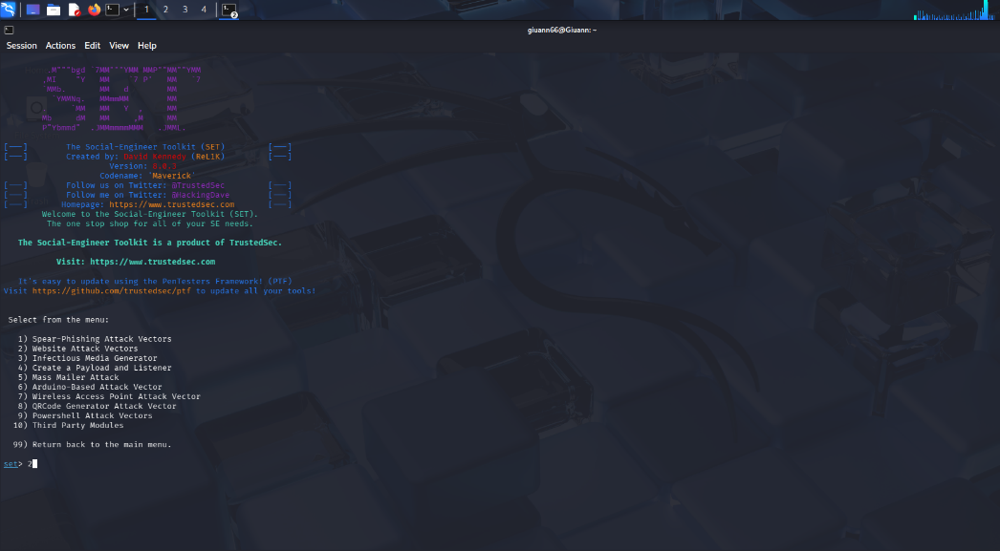 1 2 3 4 2
giuann66@Giuann: ~
Session Actions Edit View Help
[---] The Social-Engineer Toolkit (SET) [---]
[---] Created by: David Kennedy (ReL1K) [---]
Version: 8.0.3
Codename: 'Maverick'
[---] Follow us on Twitter: @TrustedSec [---]
[---] Follow me on Twitter: @HackingDave [---]
[---] Homepage: https://www.trustedsec.com [---]
Welcome to the Social-Engineer Toolkit (SET).
The one stop shop for all of your SE needs.
The Social-Engineer Toolkit is a product of TrustedSec.
Visit: https://www.trustedsec.com
It's easy to update using the PenTesters Framework! (PTF)
Visit https://github.com/trustedsec/ptf to update all your tools!
Select from the menu:
1) Spear-Phishing Attack Vectors
2) Website Attack Vectors
3) Infectious Media Generator
4) Create a Payload and Listener
5) Mass Mailer Attack
6) Arduino-Based Attack Vector
7) Wireless Access Point Attack Vector
8) QRCode Generator Attack Vector
9) Powershell Attack Vectors
10) Third Party Modules
99) Return back to the main menu.
set> 2